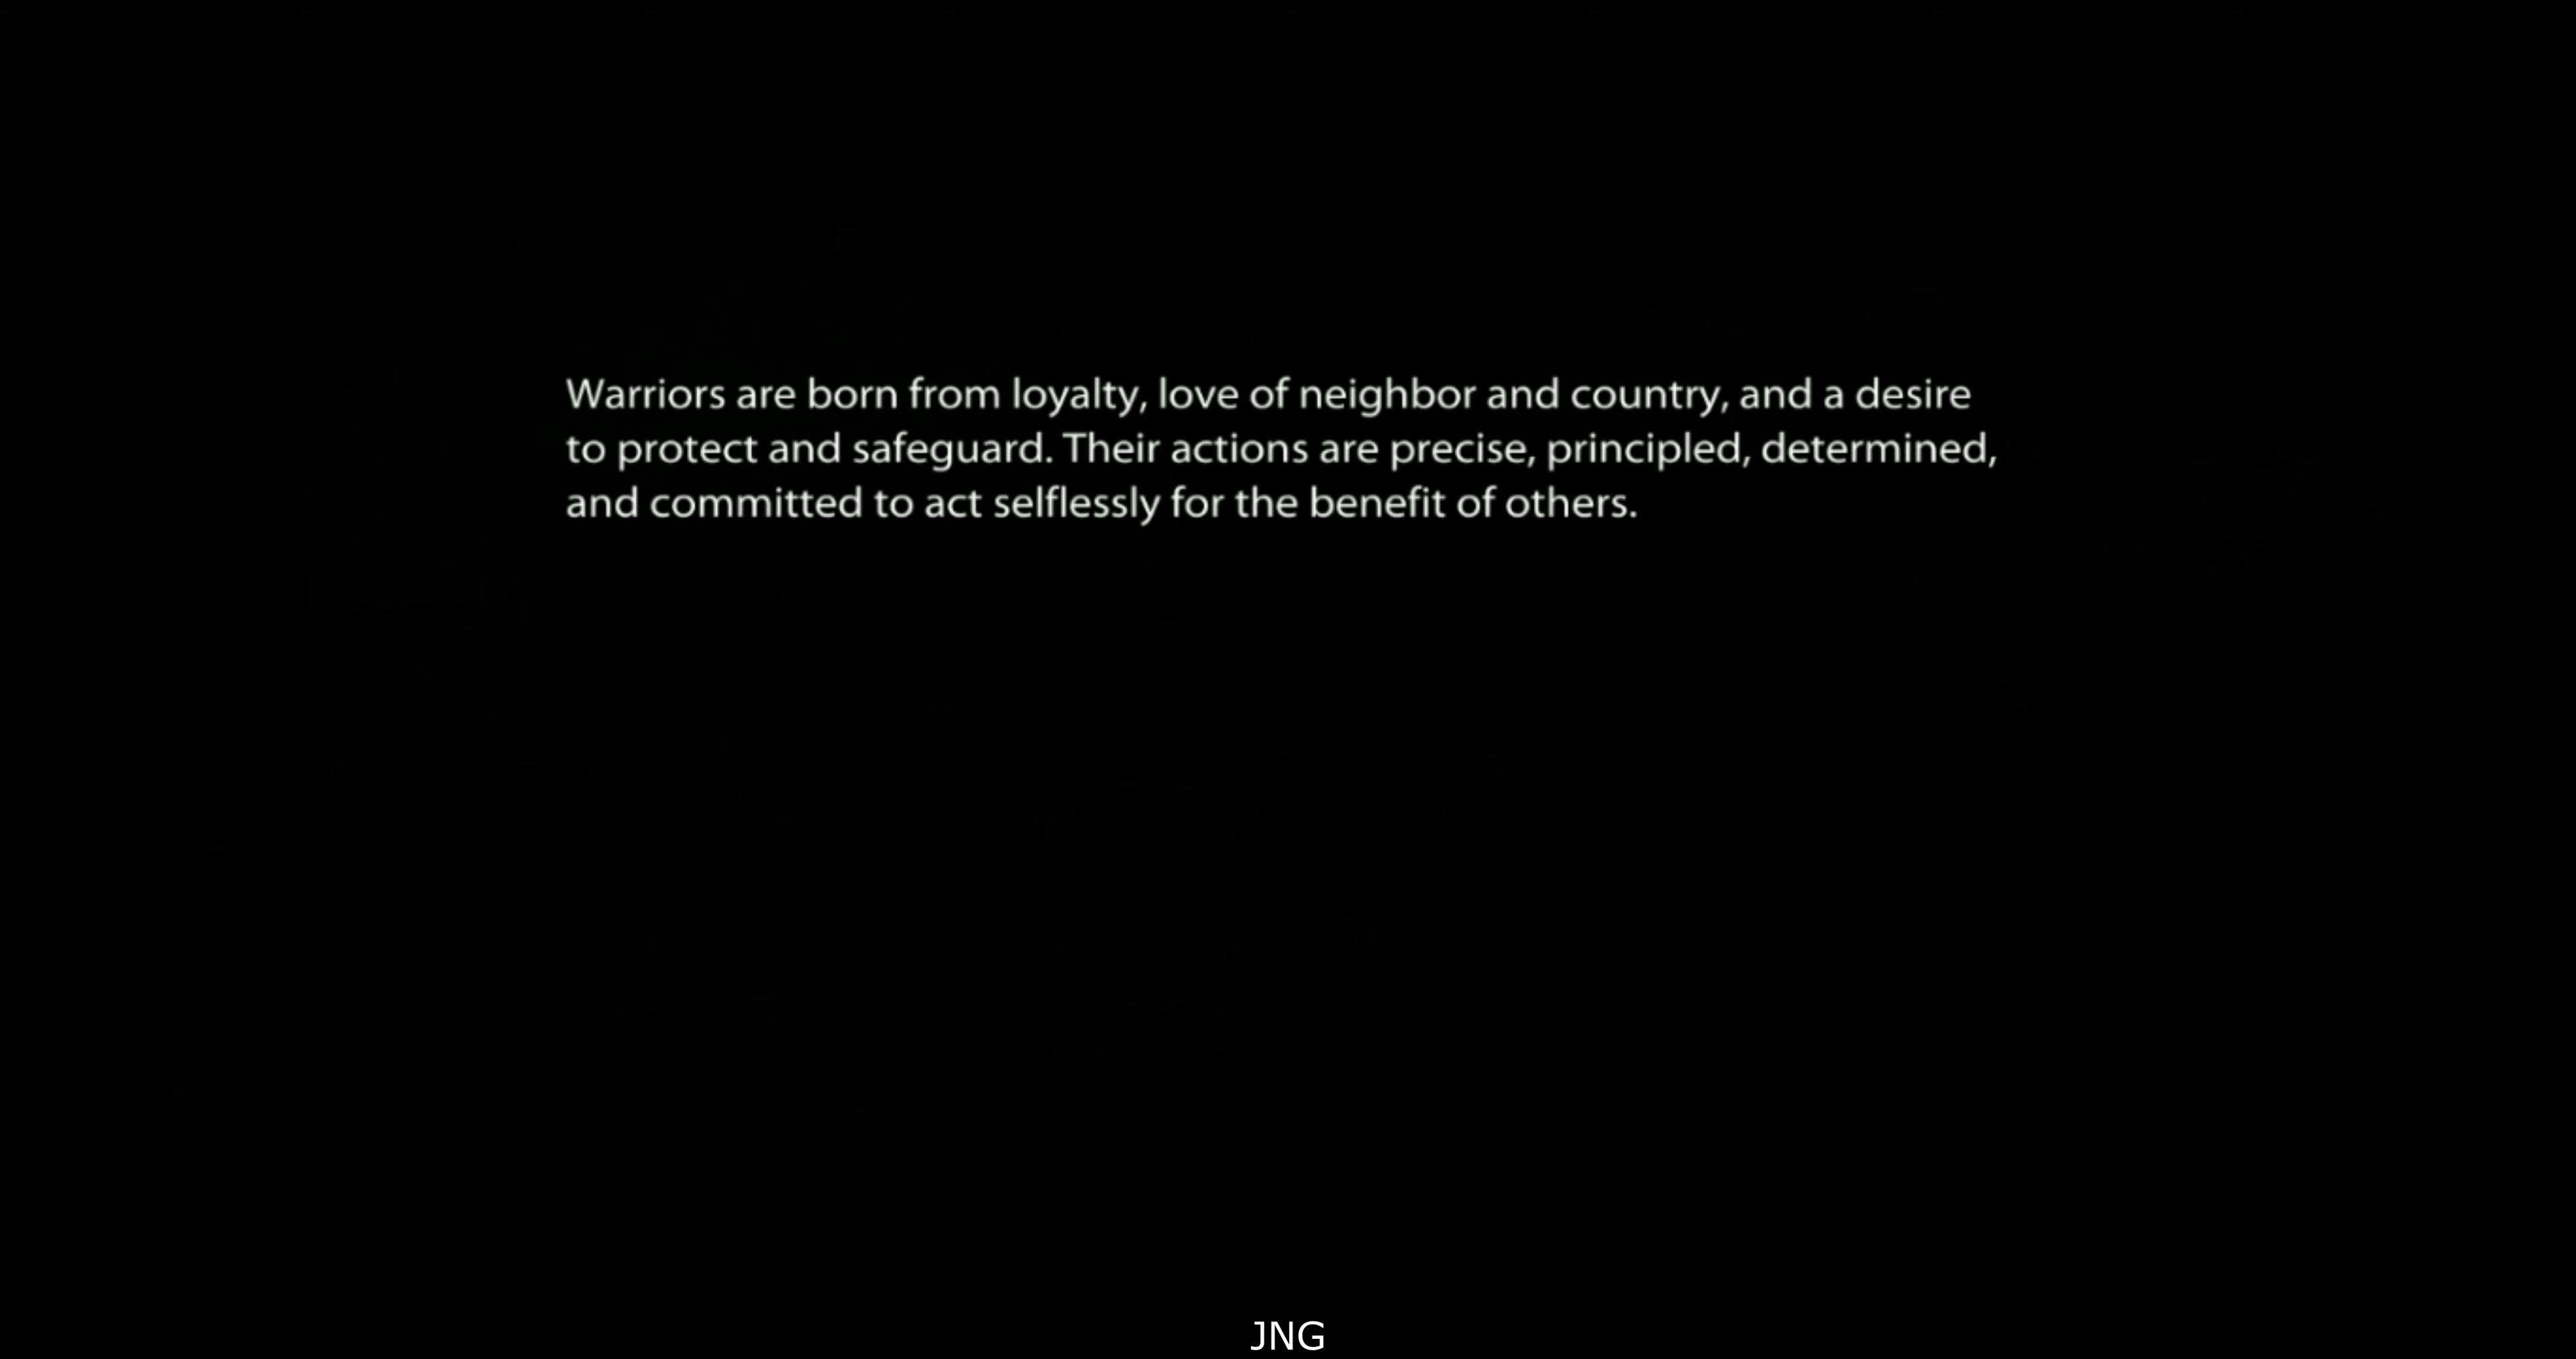 Warriors are born from loyalty, love of neighbor and country, and a desire
to protect and safeguard. Their actions are precise, principled, determined,
and committed to act selflessly for the benefit of others.
JNG